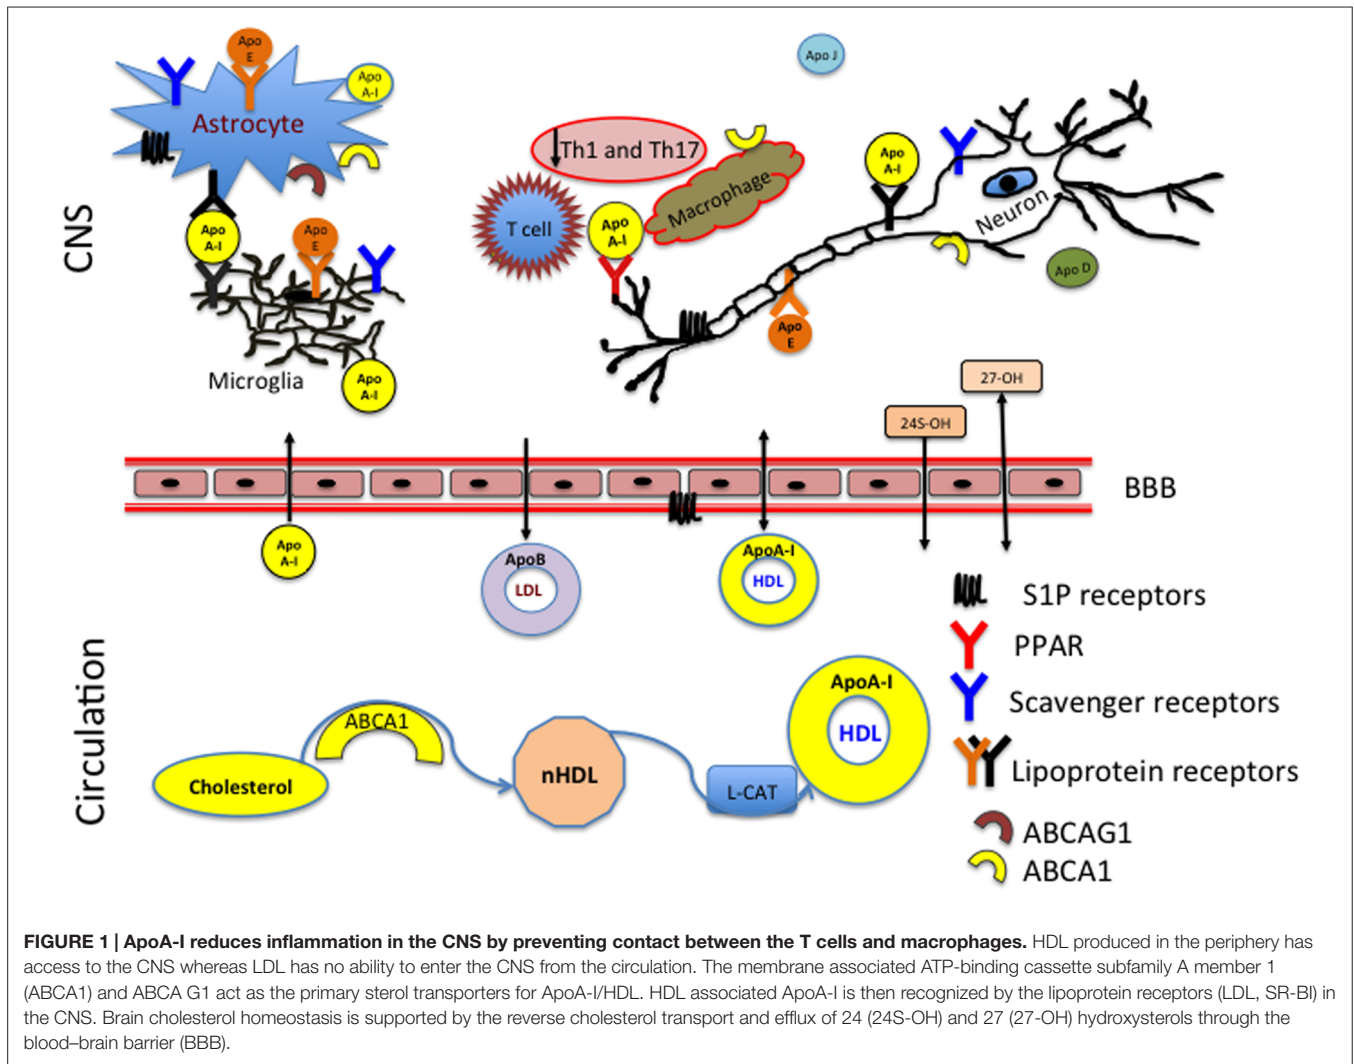 Apo
E
Apo
A-I
Astrocyte
Apo
A-I
Apo
E
Microglia
Apo
A-I
CNS
Apo J
Th1 and Th17
Macrophage
T cell
Apo
A-I
Apo
A-I
Neuron
Apo D
Apo
E
27-OH
24S-OH
BBB
Apo
A-I
ApoB
LDL
ApoA-I
HDL
Circulation
Cholesterol
ABCA1
nHDL
L-CAT
ApoA-I
HDL
S1P receptors
PPAR
Scavenger receptors
Lipoprotein receptors
ABCAG1
ABCA1
FIGURE 1 | ApoA-I reduces inflammation in the CNS by preventing contact between the T cells and macrophages. HDL produced in the periphery has
access to the CNS whereas LDL has no ability to enter the CNS from the circulation. The membrane associated ATP-binding cassette subfamily A member 1
(ABCA1) and ABCA G1 act as the primary sterol transporters for ApoA-I/HDL. HDL associated ApoA-I is then recognized by the lipoprotein receptors (LDL, SR-BI) in
the CNS. Brain cholesterol homeostasis is supported by the reverse cholesterol transport and efflux of 24 (24S-OH) and 27 (27-OH) hydroxysterols through the
blood–brain barrier (BBB).